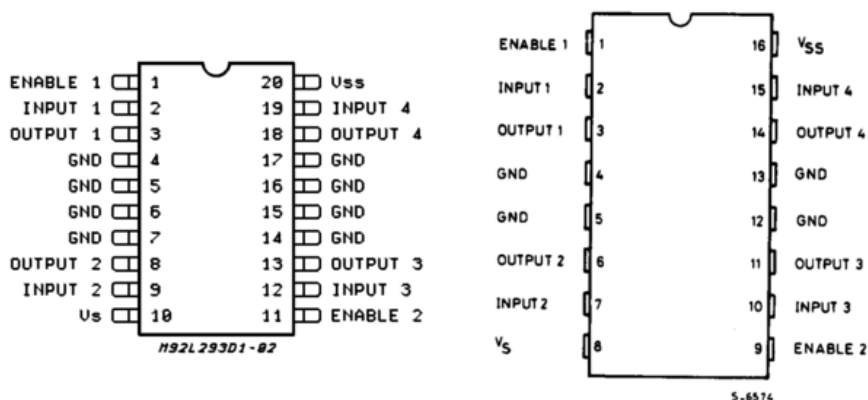 ENABLE 1 1 20 Vss
INPUT 1 2 19 INPUT 4
OUTPUT 1 3 18 OUTPUT 4
GND 4 17 GND
GND 5 16 GND
GND 6 15 GND
GND 7 14 GND
OUTPUT 2 8 13 OUTPUT 3
INPUT 2 9 12 INPUT 3
Vs 10 11 ENABLE 2
M92L293D1-02
ENABLE 1 1 16 VSS
INPUT 1 2 15 INPUT 4
OUTPUT 1 3 14 OUTPUT 4
GND 4 13 GND
GND 5 12 GND
OUTPUT 2 6 11 OUTPUT 3
INPUT 2 7 10 INPUT 3
VS 8 9 ENABLE 2
S-6574